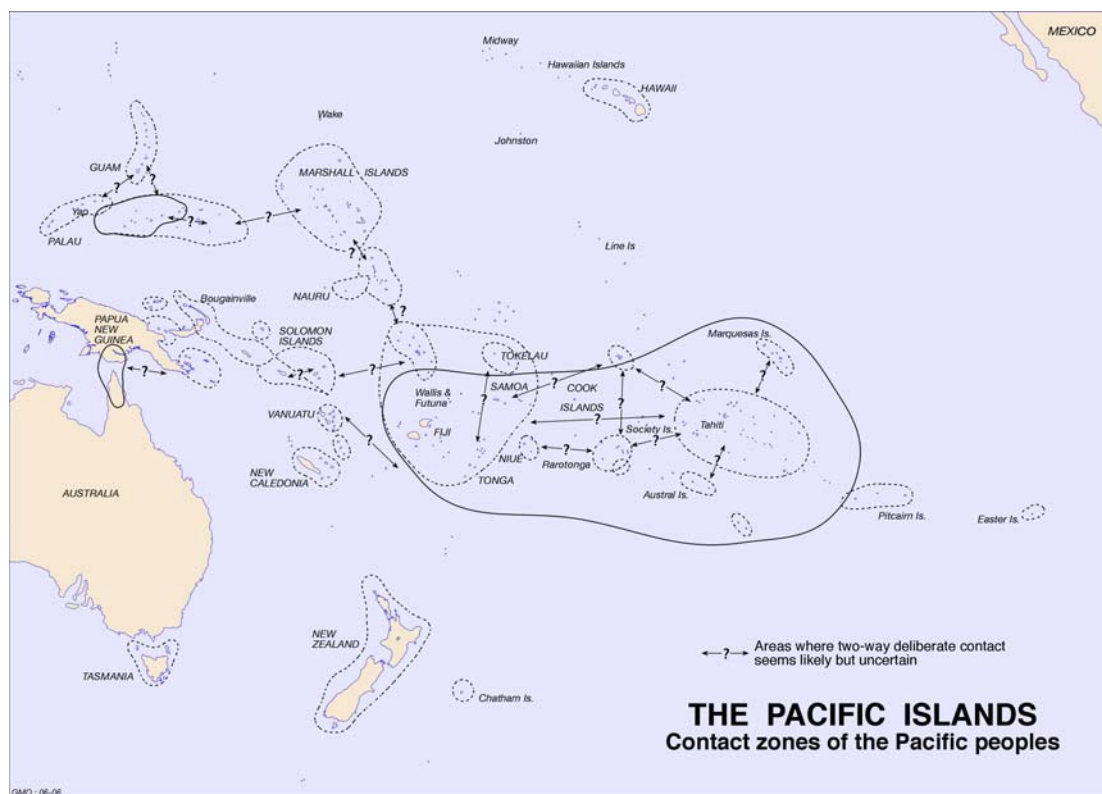 MEXICO
Midway
Hawaiian Islands
HAWAII
Wake
Johnston
GUAM
MARSHALL ISLANDS
?
?
Yap
?
?
PALAU
Line Is
?
NAURU
Bougainville
?
PAPUA
NEW
GUINEA
SOLOMON
ISLANDS
Marquesas Is.
TOKELAU
?
?
?
?
SAMOA
?
COOK
?
Wallis &
Futuna
?
ISLANDS
?
?
VANUATU
FIJI
Society Is.
Tahiti
?
?
NIUE
?
Rarotonga
NEW
CALEDONIA
TONGA
?
Austral Is.
AUSTRALIA
Pitcairn Is.
Easter Is.
NEW
ZEALAND
TASMANIA
Chatham Is.
? Areas where two-way deliberate contact
seems likely but uncertain
THE PACIFIC ISLANDS
Contact zones of the Pacific peoples